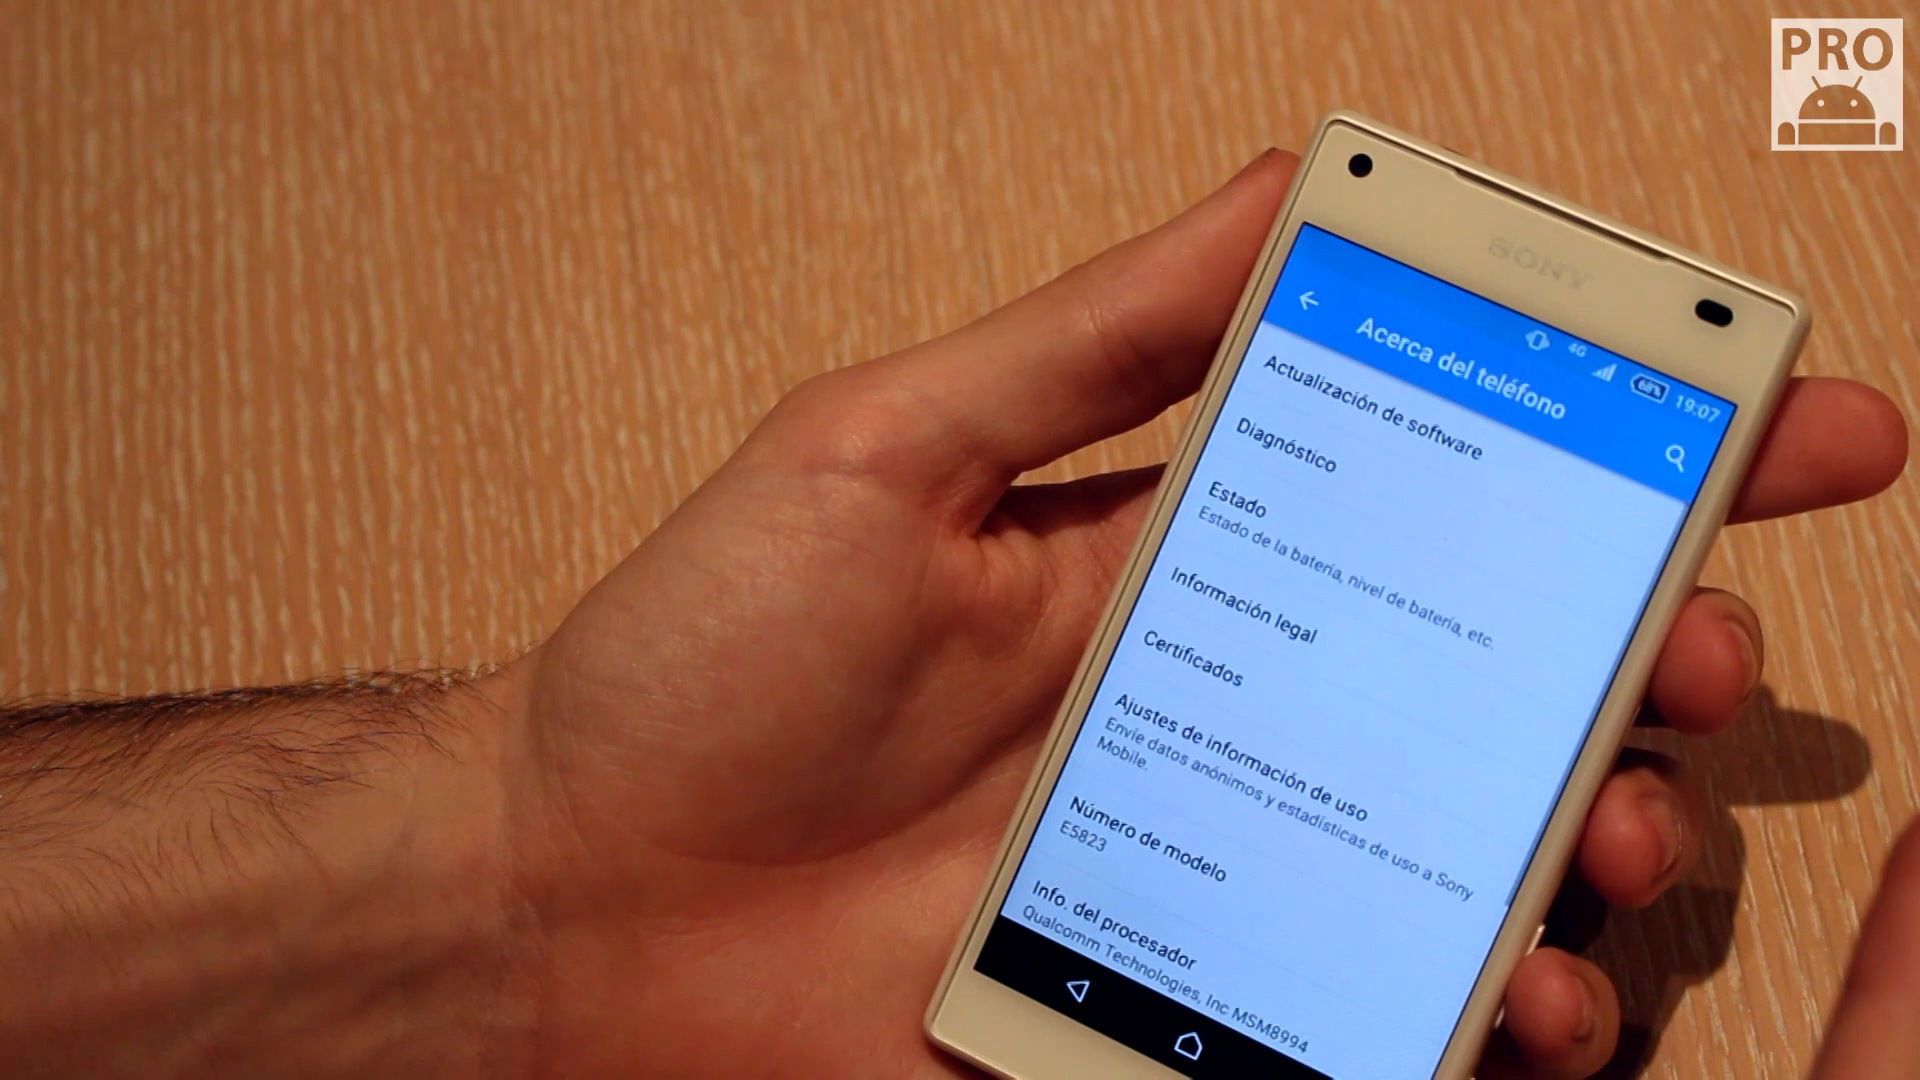 PRO
SONY
4G
68%
19:07
Acerca del teléfono
Actualización de software
Diagnóstico
Estado
Estado de la batería, nivel de batería, etc.
Información legal
Certificados
Ajustes de información de uso
Envíe datos anónimos y estadísticas de uso a Sony
Mobile.
Número de modelo
E5823
Info. del procesador
Qualcomm Technologies, Inc MSM8994